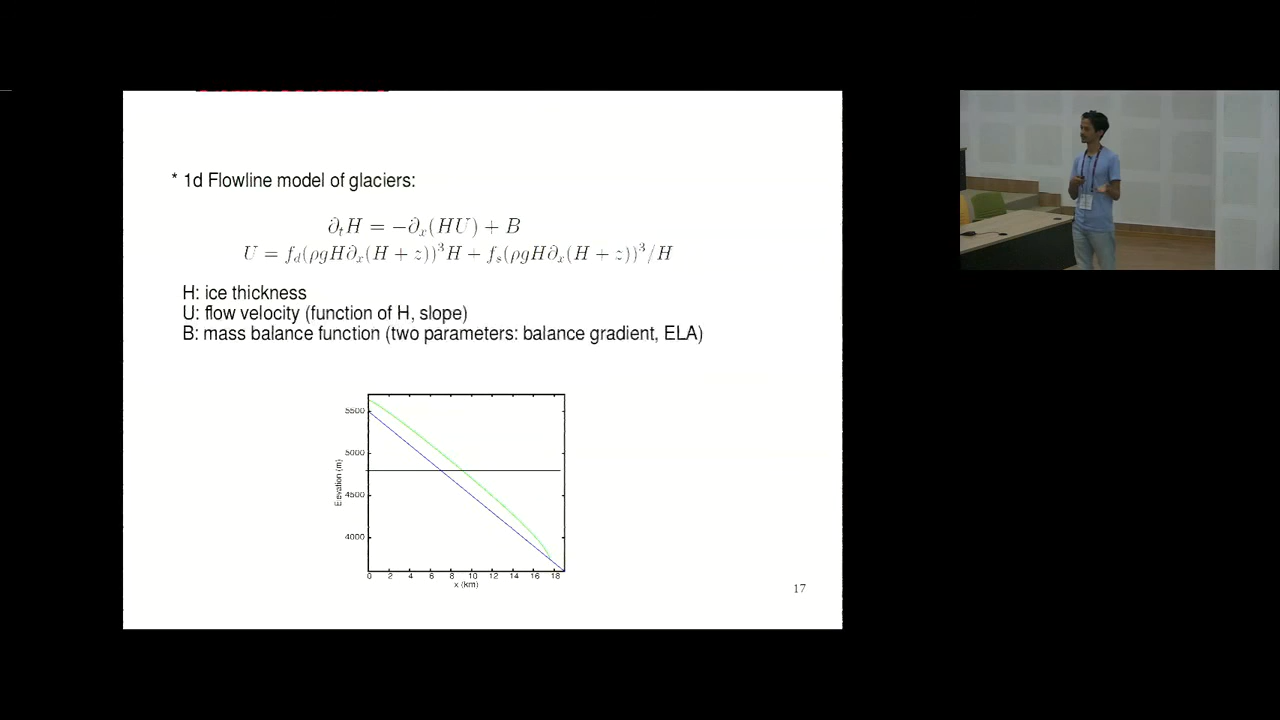 * 1d Flowline model of glaciers:
∂ₜH = −∂ₓ(HU) + B
U = f_d(ρgH∂ₓ(H + z))³H + f_s(ρgH∂ₓ(H + z))³/H
H: ice thickness
U: flow velocity (function of H, slope)
B: mass balance function (two parameters: balance gradient, ELA)
5500
5000
4500
4000
Elevation (m)
0 2 4 6 8 10 12 14 16 18
x (km)
17